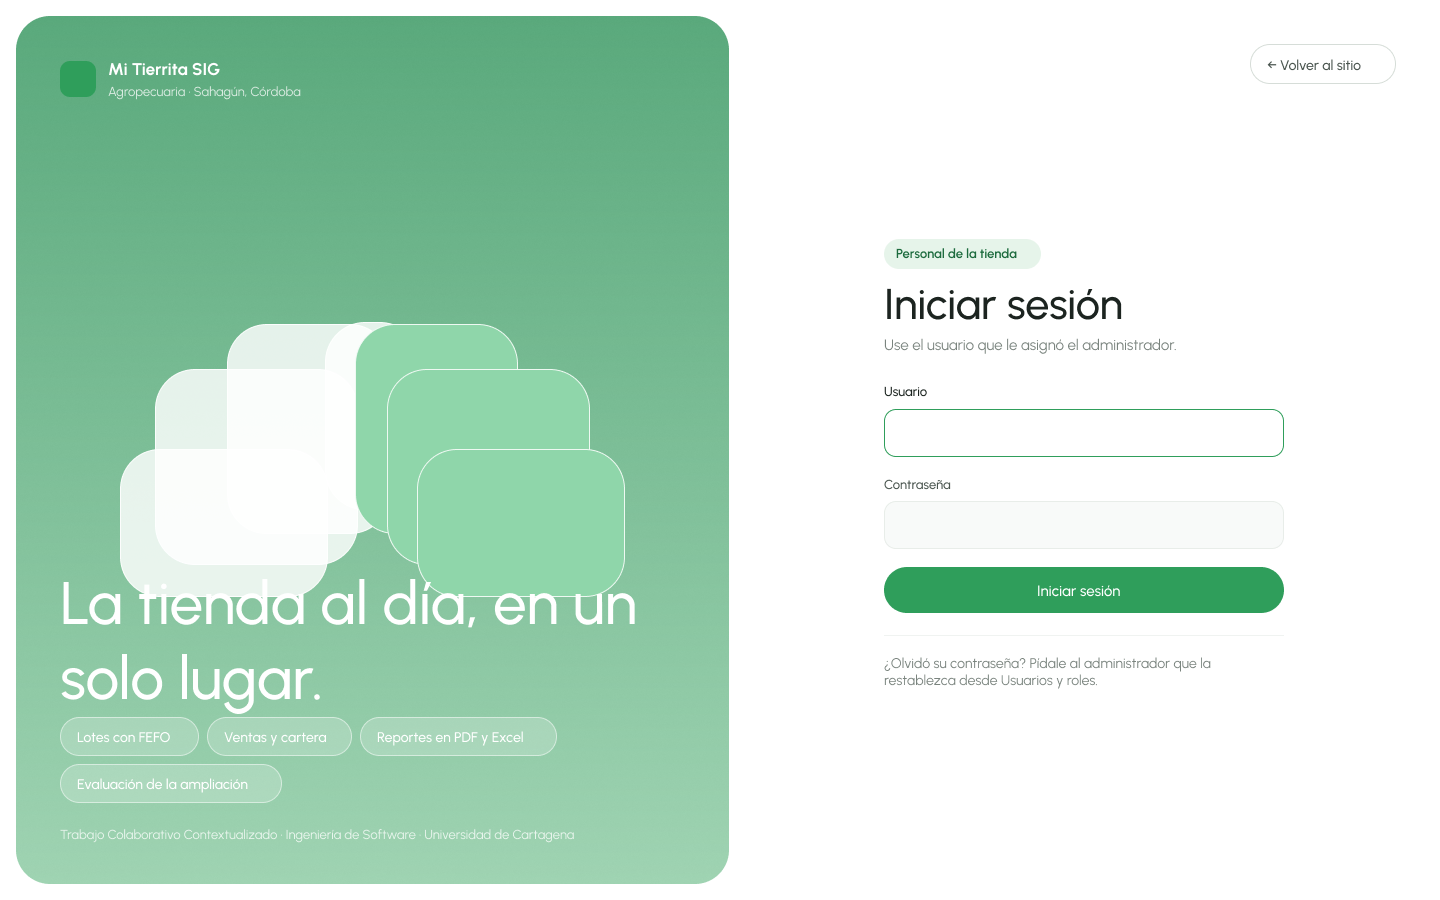 Mi Tierrita SIG
Agropecuaria · Sahagún, Córdoba
La tienda al día, en un
solo lugar.
Lotes con FEFO
Ventas y cartera
Reportes en PDF y Excel
Evaluación de la ampliación
Trabajo Colaborativo Contextualizado · Ingeniería de Software · Universidad de Cartagena
← Volver al sitio
Personal de la tienda
Iniciar sesión
Use el usuario que le asignó el administrador.
Usuario
Contraseña
Iniciar sesión
¿Olvidó su contraseña? Pídale al administrador que la
restablezca desde Usuarios y roles.